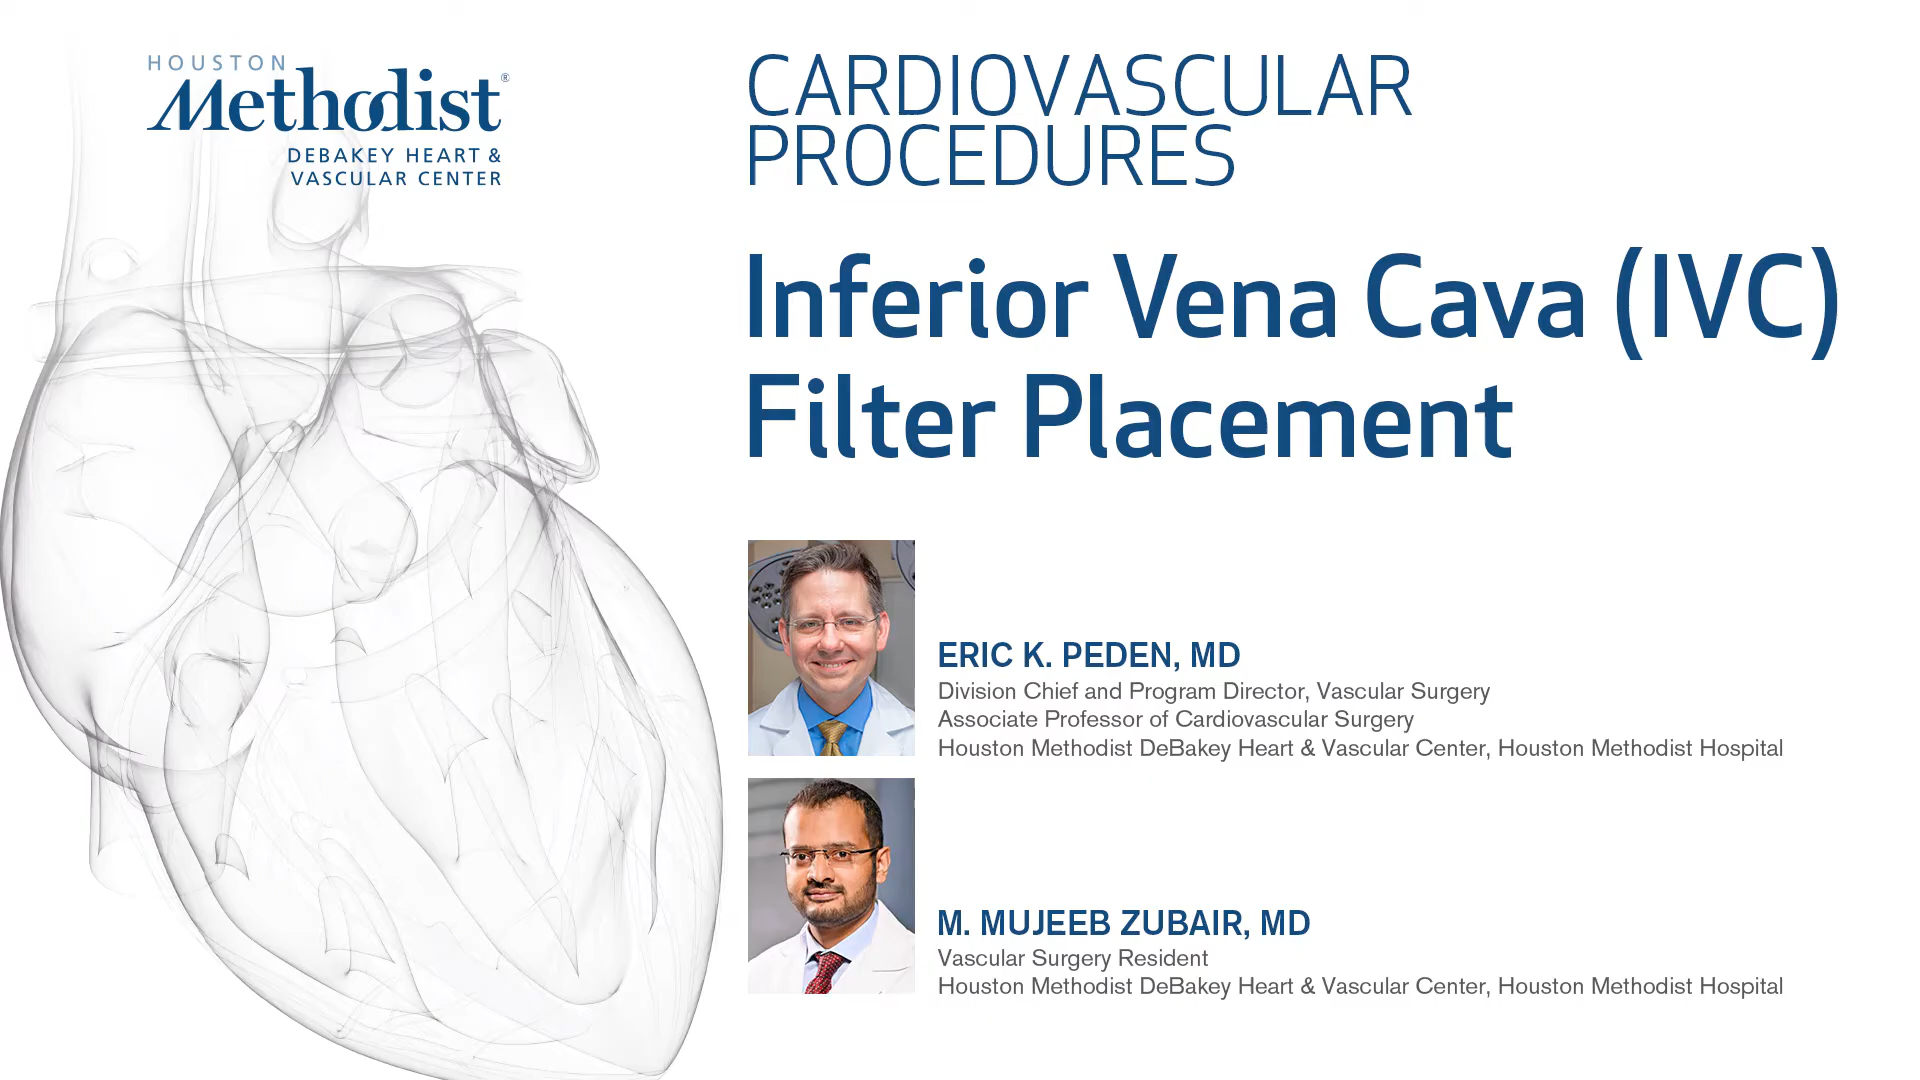 HOUSTON
Methodist®
DEBAKEY HEART &
VASCULAR CENTER
CARDIOVASCULAR
PROCEDURES
Inferior Vena Cava (IVC)
Filter Placement
ERIC K. PEDEN, MD
Division Chief and Program Director, Vascular Surgery
Associate Professor of Cardiovascular Surgery
Houston Methodist DeBakey Heart & Vascular Center, Houston Methodist Hospital
M. MUJEEB ZUBAIR, MD
Vascular Surgery Resident
Houston Methodist DeBakey Heart & Vascular Center, Houston Methodist Hospital